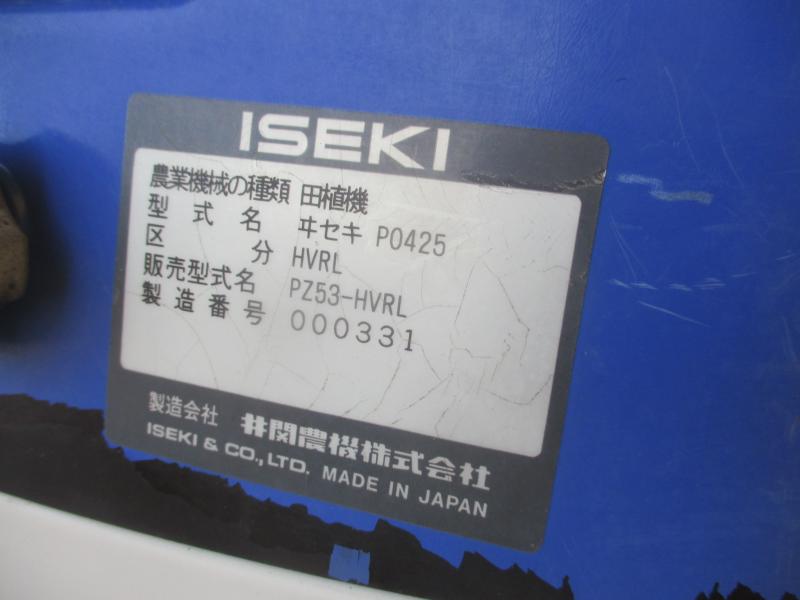 ISEKI
農業機械の種類 田植機
型式名 ヰセキ P0425
区分 HVRL
販売型式名 PZ53-HVRL
製造番号 000331
製造会社 井関農機株式会社
ISEKI & CO., LTD. MADE IN JAPAN